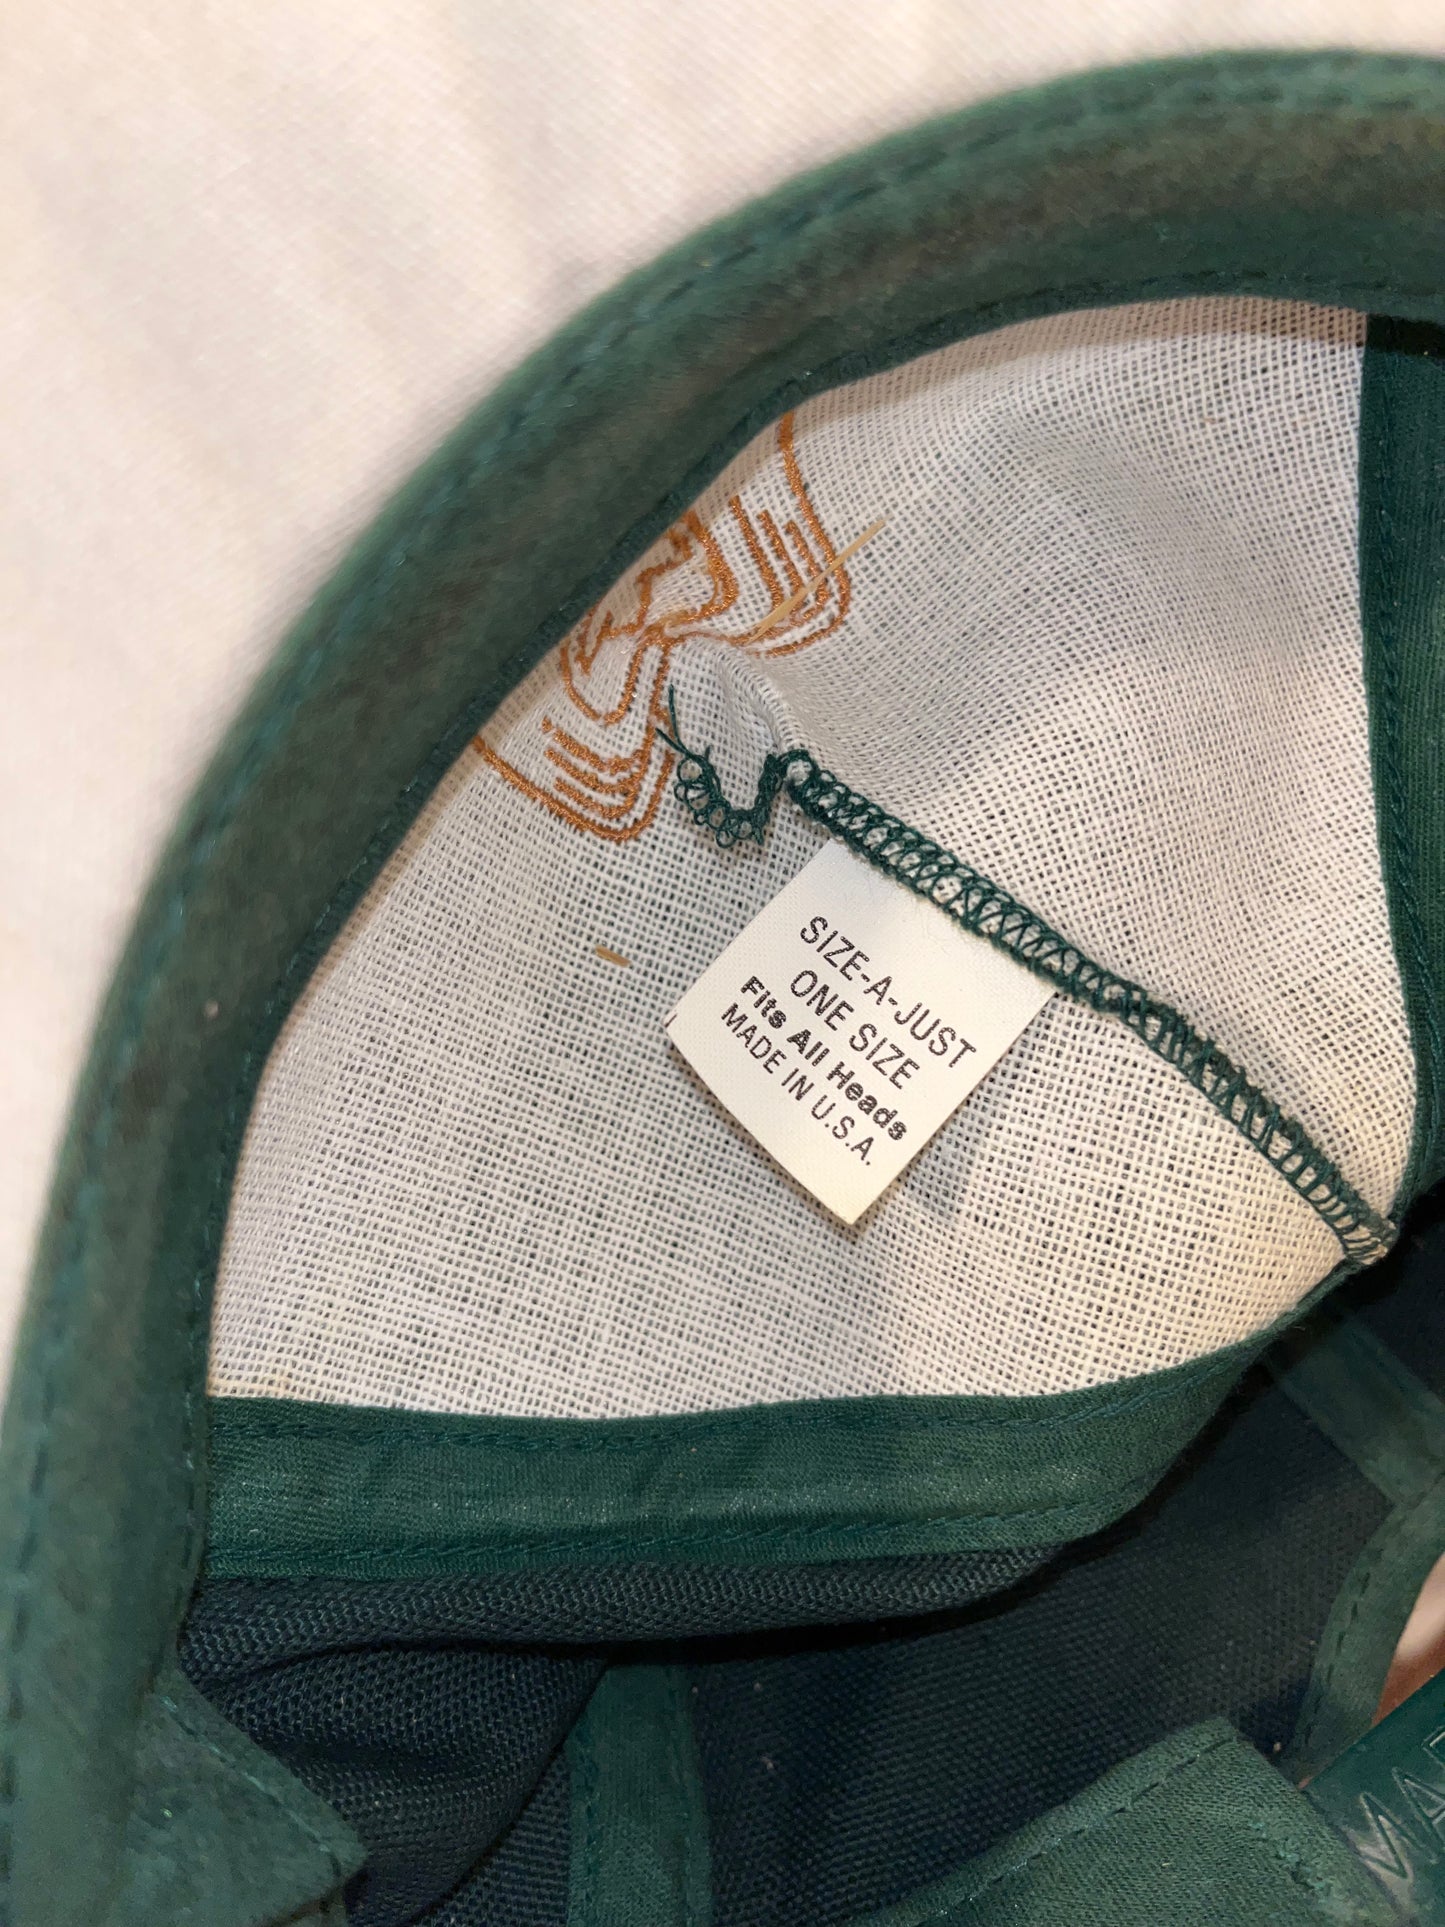 SIZE-A-JUST
ONE SIZE
Fits All Heads
MADE IN U.S.A.